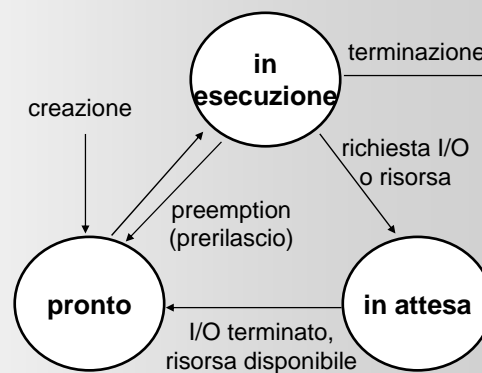 in
esecuzione
terminazione
creazione
richiesta I/O
o risorsa
preemption
(prerilascio)
pronto
in attesa
I/O terminato,
risorsa disponibile